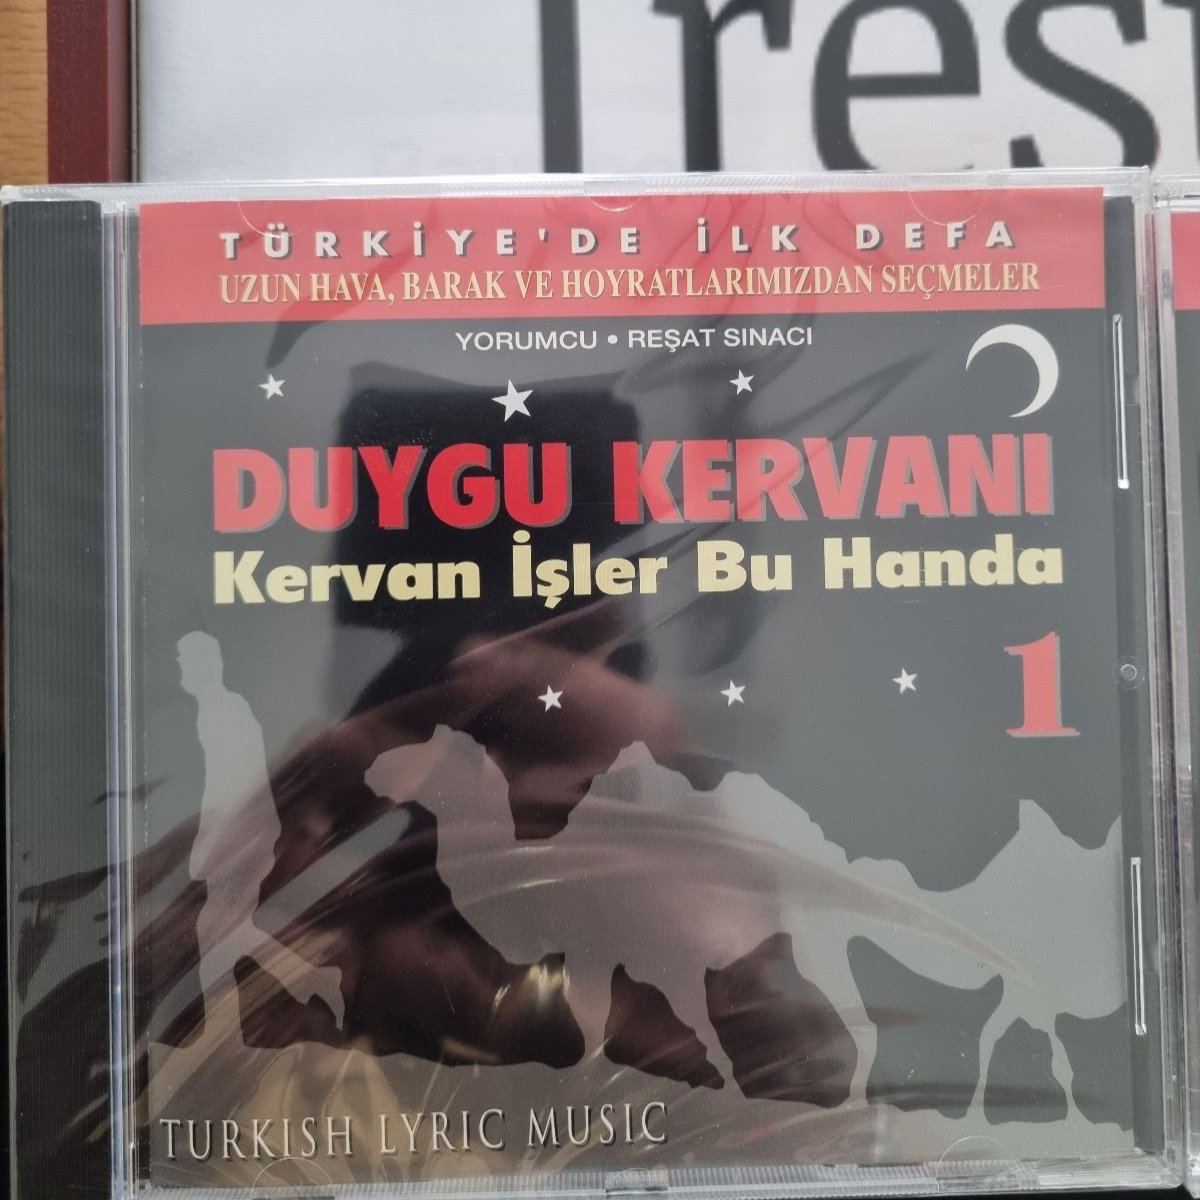 res
TÜRKİYE'DE İLK DEFA
UZUN HAVA, BARAK VE HOYRATLARIMIZDAN SEÇMELER
YORUMCU • REŞAT SINACI
DUYGU KERVANI
Kervan İşler Bu Handa
1
TURKISH LYRIC MUSIC